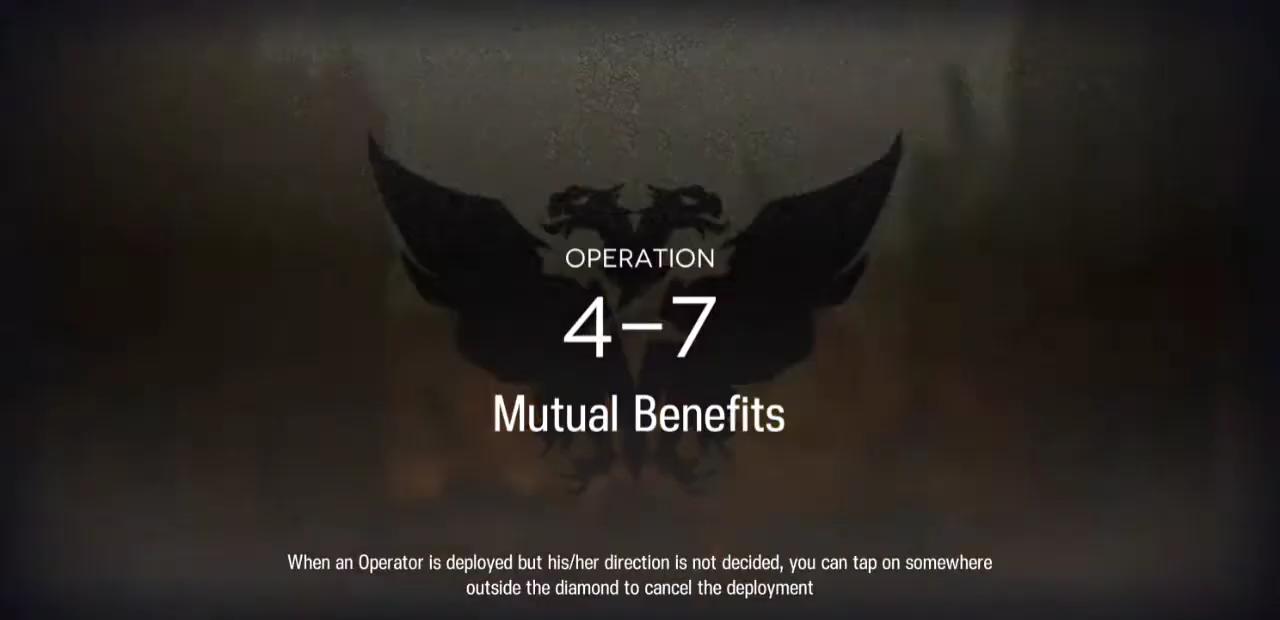 OPERATION
4–7
Mutual Benefits
When an Operator is deployed but his/her direction is not decided, you can tap on somewhere
outside the diamond to cancel the deployment